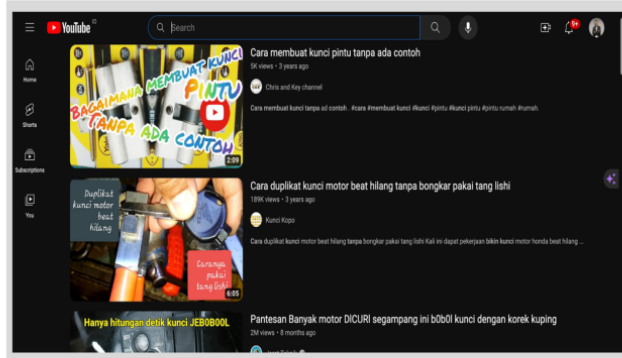 YouTube
Search
9+
Home
Shorts
Subscriptions
You
BAGAIMANA MEMBUAT KUNCI
PINTU
TANPA ADA CONTOH
2:09
Cara membuat kunci pintu tanpa ada contoh
5K views • 3 years ago
Chris and Key channel
Cara membuat kunci tanpa ad contoh . #cara #membuat kunci #kunci #pintu #kunci pintu #pintu rumah #rumah.
Duplikat
kunci motor
beat
hilang
Caranya
pakai
tang lishi
6:05
Cara duplikat kunci motor beat hilang tanpa bongkar pakai tang lishi
189K views • 3 years ago
Kunci Kopo
Cara duplikat kunci motor beat hilang tanpa bongkar pakai tang lishi Kali ini dapat pekerjaan bikin kunci motor honda beat hilang ...
Hanya hitungan detik kunci JEB0B00L
Pantesan Banyak motor DICURI segampang ini b0b0l kunci dengan korek kuping
2M views • 8 months ago